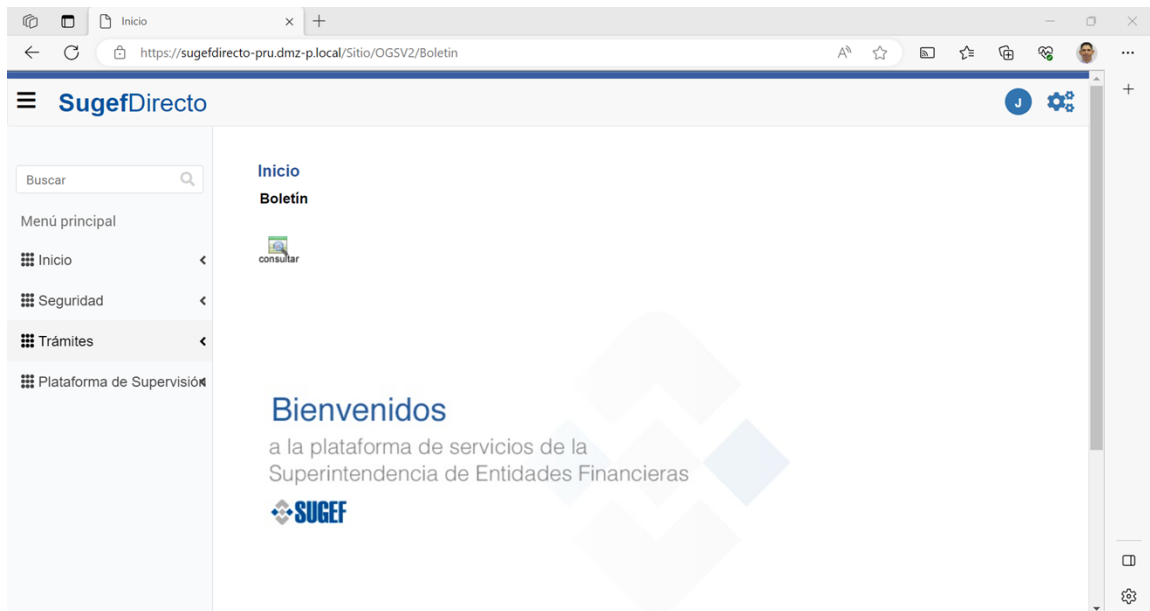 Inicio
https://sugefdirecto-pru.dmz-p.local/Sitio/OGSV2/Boletin
SugefDirecto
J
Buscar
Menú principal
Inicio
Seguridad
Trámites
Plataforma de Supervisión
Inicio
Boletín
consultar
Bienvenidos
a la plataforma de servicios de la
Superintendencia de Entidades Financieras
SUGEF